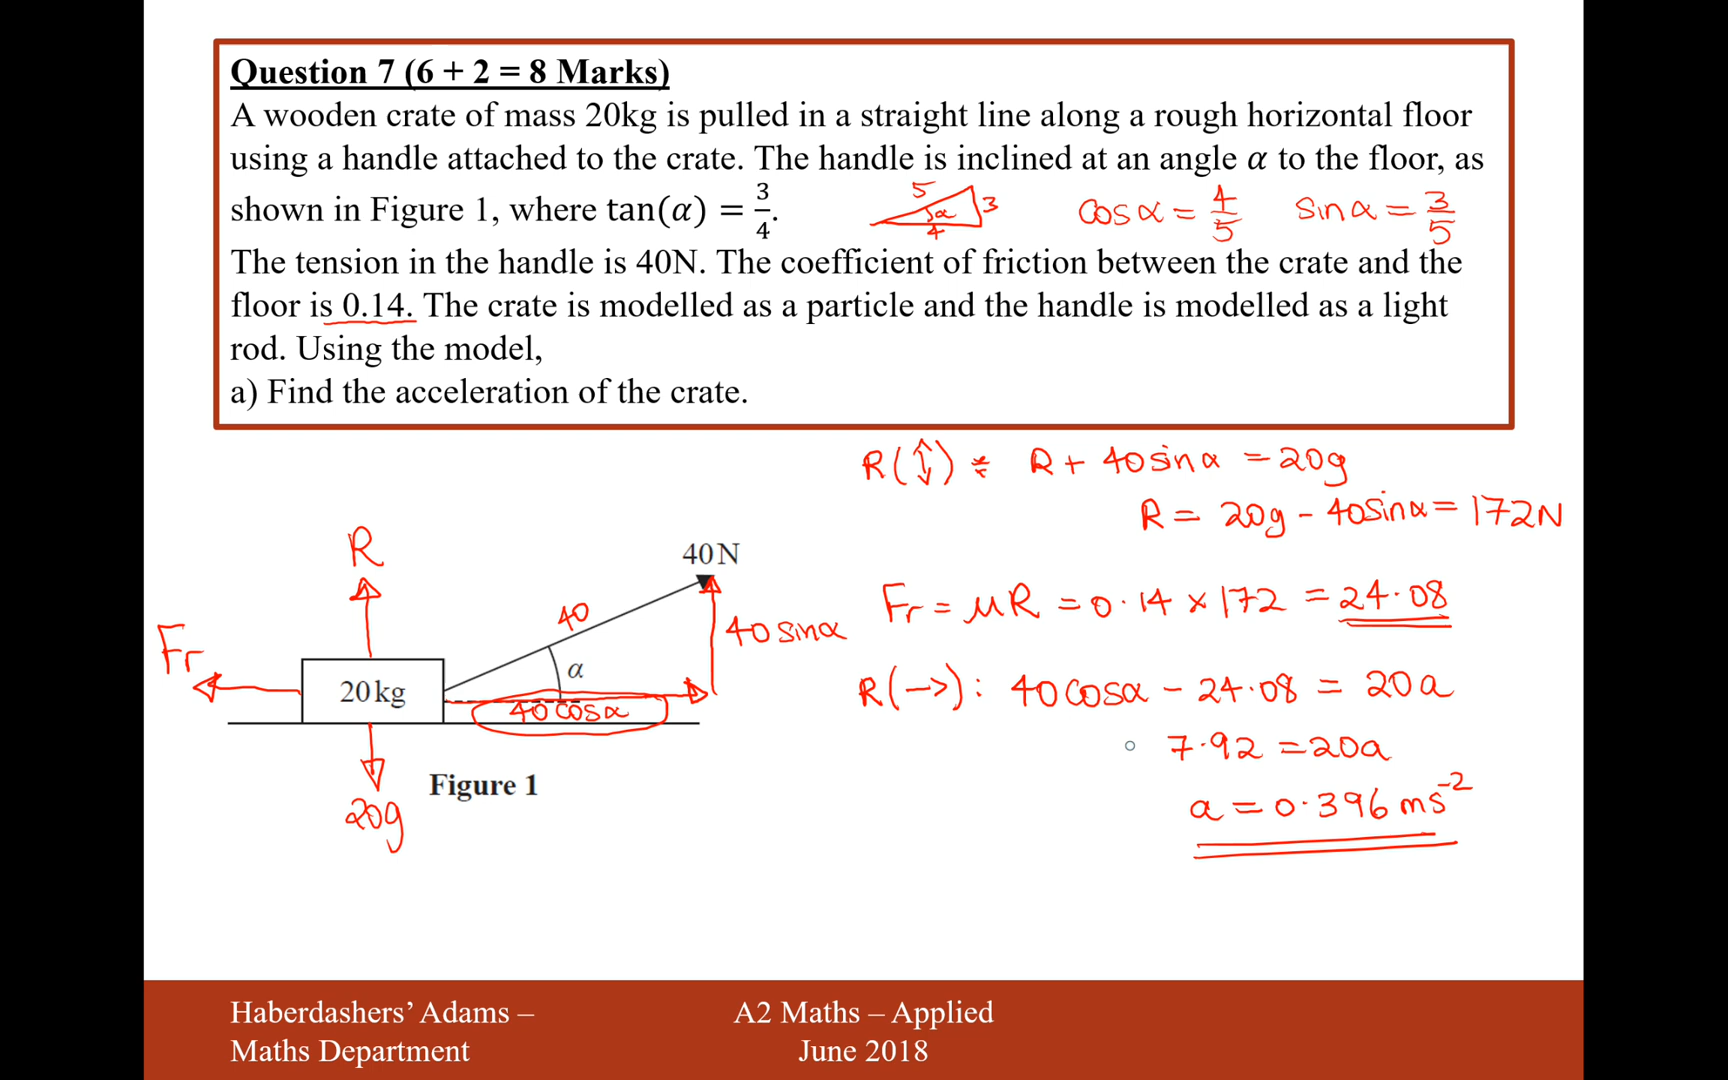 Question 7 (6 + 2 = 8 Marks)
A wooden crate of mass 20kg is pulled in a straight line along a rough horizontal floor
using a handle attached to the crate. The handle is inclined at an angle α to the floor, as
shown in Figure 1, where tan(α) = 3/4.
5 3 α 4
cosα = 4/5 sinα = 3/5
The tension in the handle is 40N. The coefficient of friction between the crate and the
floor is 0.14. The crate is modelled as a particle and the handle is modelled as a light
rod. Using the model,
a) Find the acceleration of the crate.
R(↕) : R + 40sinα = 20g
R = 20g - 40sinα = 172N
R
40N
40
Fr = μR = 0.14 × 172 = 24.08
40 sinα
Fr
α
20kg
R(→): 40cosα - 24.08 = 20a
40cosα
7.92 = 20a
Figure 1
20g
a = 0.396 ms⁻²
Haberdashers’ Adams –
Maths Department
A2 Maths – Applied
June 2018